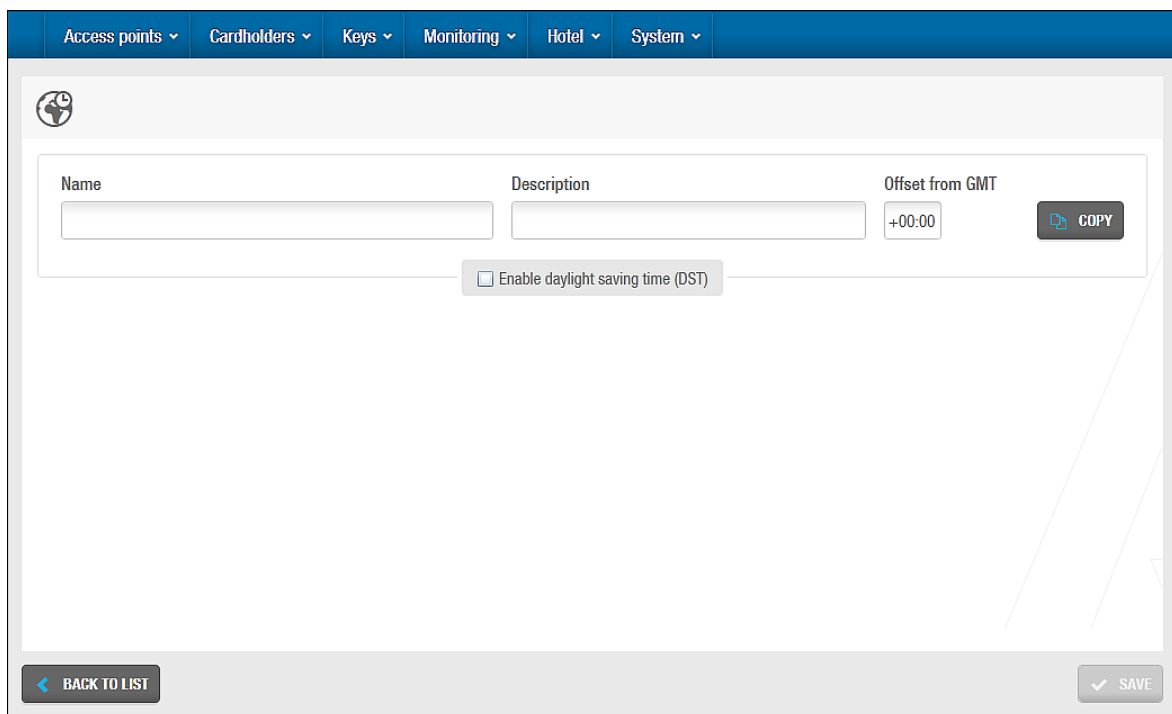 Access points Cardholders Keys Monitoring Hotel System
Name Description Offset from GMT
+00:00 COPY
Enable daylight saving time (DST)
BACK TO LIST SAVE